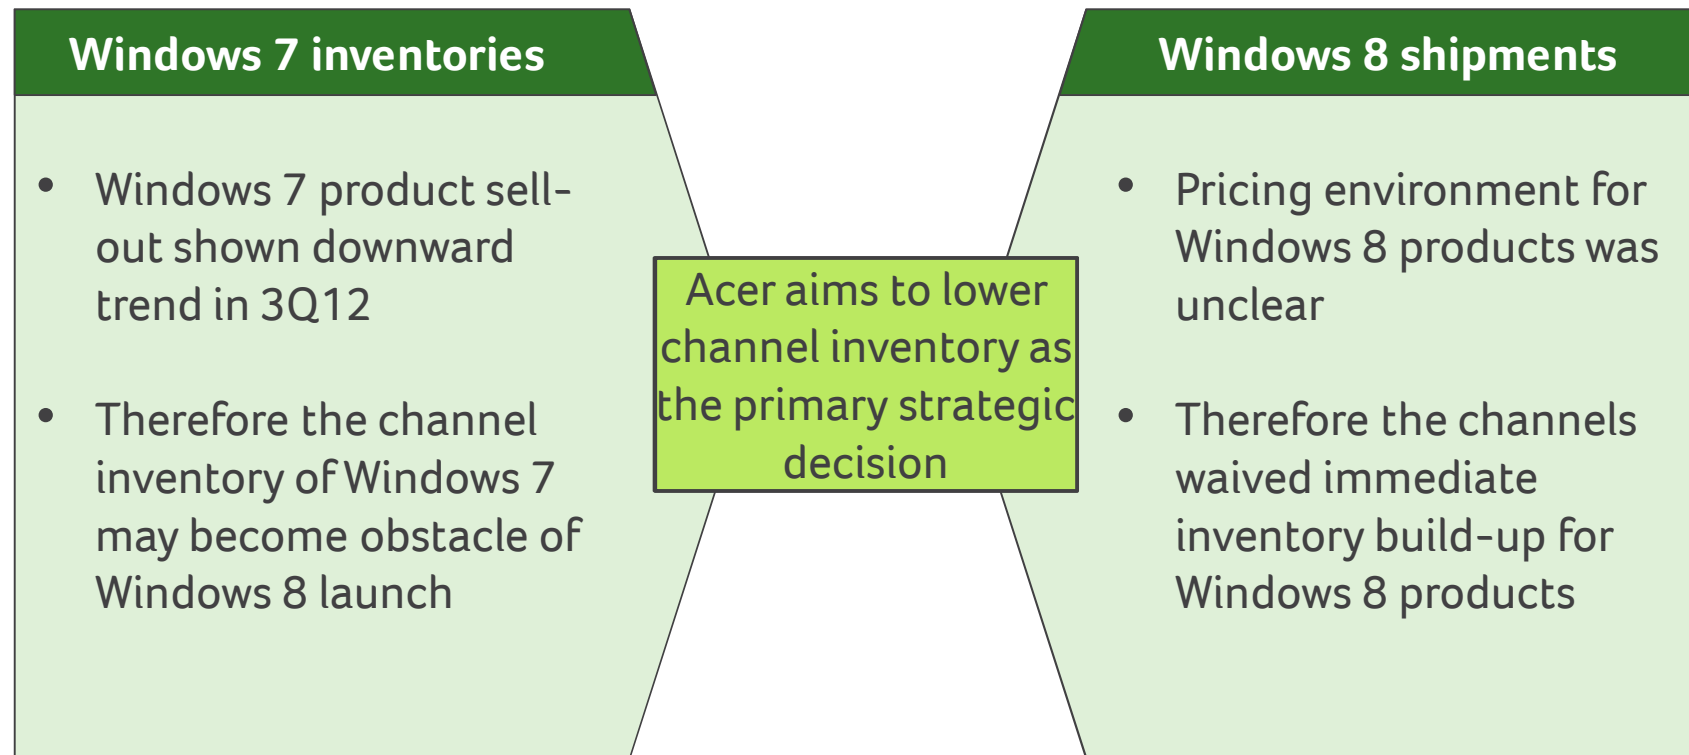 Windows 7 inventories
• Windows 7 product sell-
out shown downward
trend in 3Q12
• Therefore the channel
inventory of Windows 7
may become obstacle of
Windows 8 launch
Acer aims to lower
channel inventory as
the primary strategic
decision
Windows 8 shipments
• Pricing environment for
Windows 8 products was
unclear
• Therefore the channels
waived immediate
inventory build-up for
Windows 8 products